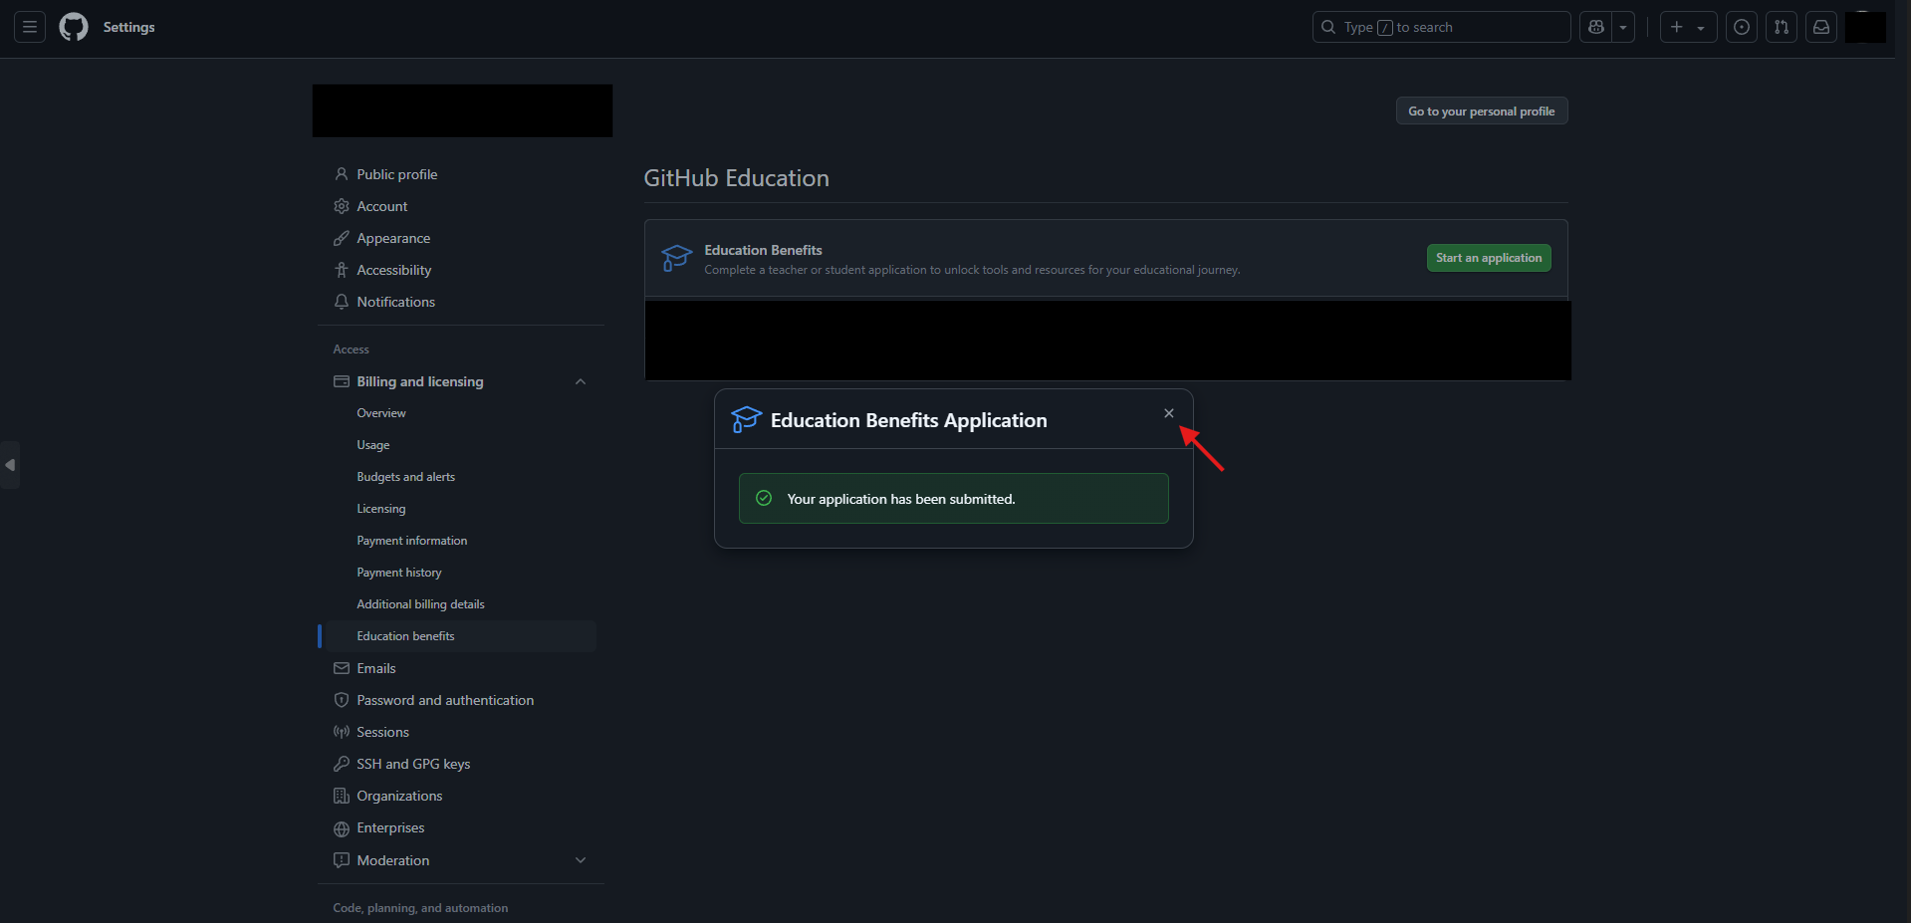 Settings
Type / to search
Go to your personal profile
Public profile
Account
Appearance
Accessibility
Notifications
Access
Billing and licensing
Overview
Usage
Budgets and alerts
Licensing
Payment information
Payment history
Additional billing details
Education benefits
Emails
Password and authentication
Sessions
SSH and GPG keys
Organizations
Enterprises
Moderation
Code, planning, and automation
GitHub Education
Education Benefits
Complete a teacher or student application to unlock tools and resources for your educational journey.
Start an application
Education Benefits Application
Your application has been submitted.